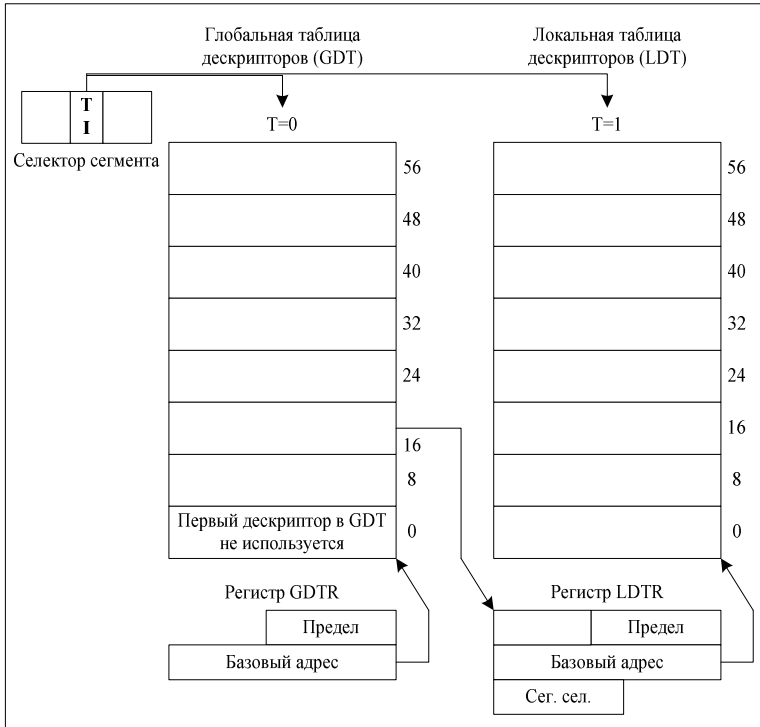 Глобальная таблица
дескрипторов (GDT)
Локальная таблица
дескрипторов (LDT)
T
I
Селектор сегмента
T=0
T=1
56
56
48
48
40
40
32
32
24
24
16
16
8
8
Первый дескриптор в GDT
не используется
0
0
Регистр GDTR
Регистр LDTR
Предел
Предел
Базовый адрес
Базовый адрес
Сег. сел.